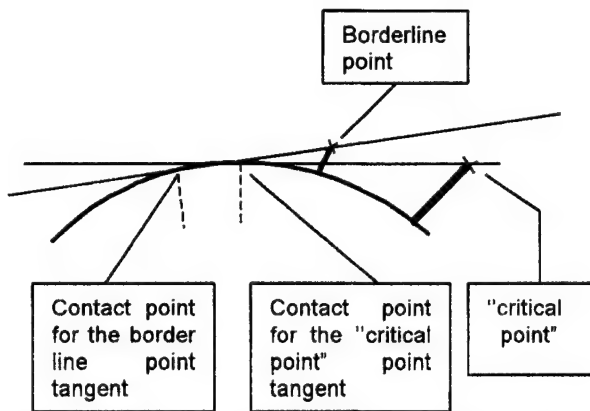 Borderline
point
Contact point
for the border
line point
tangent
Contact point
for the "critical
point" point
tangent
"critical
point"